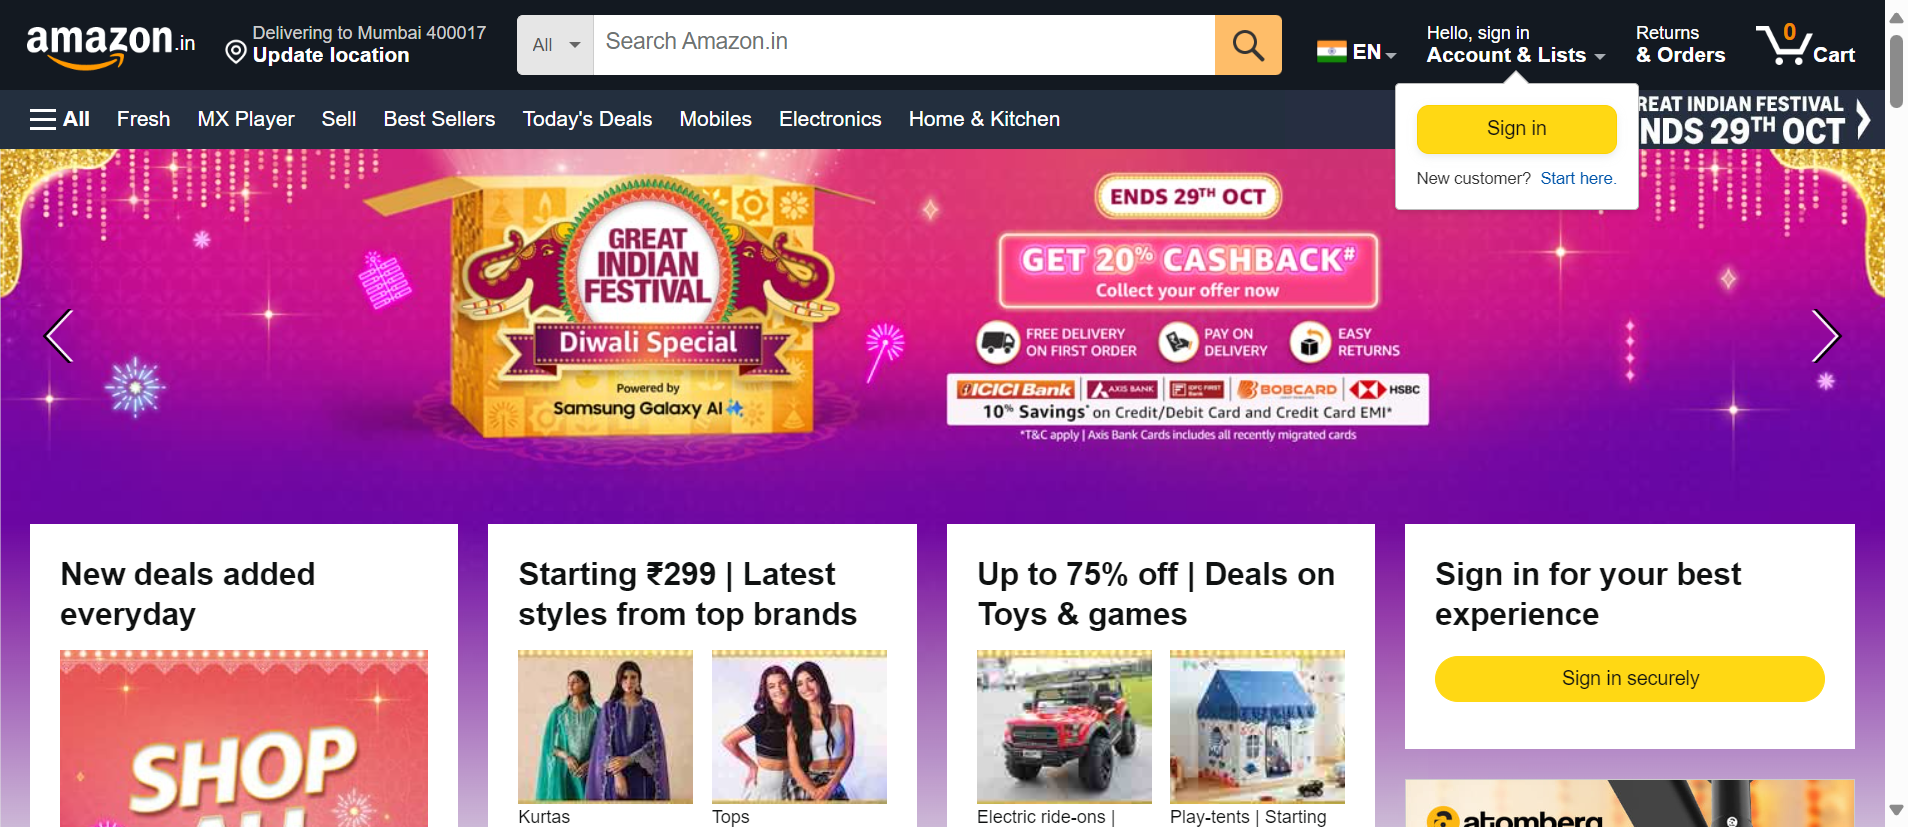 amazon.in
Delivering to Mumbai 400017
Update location
All
Search Amazon.in
EN
Hello, sign in
Account & Lists
Returns
& Orders
0
Cart
All
Fresh
MX Player
Sell
Best Sellers
Today's Deals
Mobiles
Electronics
Home & Kitchen
Sign in
New customer? Start here.
REAT INDIAN FESTIVAL
NDS 29TH OCT
GREAT
INDIAN
FESTIVAL
Diwali Special
Powered by
Samsung Galaxy AI
ENDS 29TH OCT
GET 20% CASHBACK#
Collect your offer now
FREE DELIVERY
ON FIRST ORDER
PAY ON
DELIVERY
EASY
RETURNS
ICICI Bank
AXIS BANK
IDFC FIRST
Bank
BOBCARD
HSBC
10% Savings* on Credit/Debit Card and Credit Card EMI*
*T&C apply | Axis Bank Cards includes all recently migrated cards
New deals added
everyday
SHOP
ALL
Starting ₹299 | Latest
styles from top brands
Kurtas
Tops
Up to 75% off | Deals on
Toys & games
Electric ride-ons |
Play-tents | Starting
Sign in for your best
experience
Sign in securely
atomberg